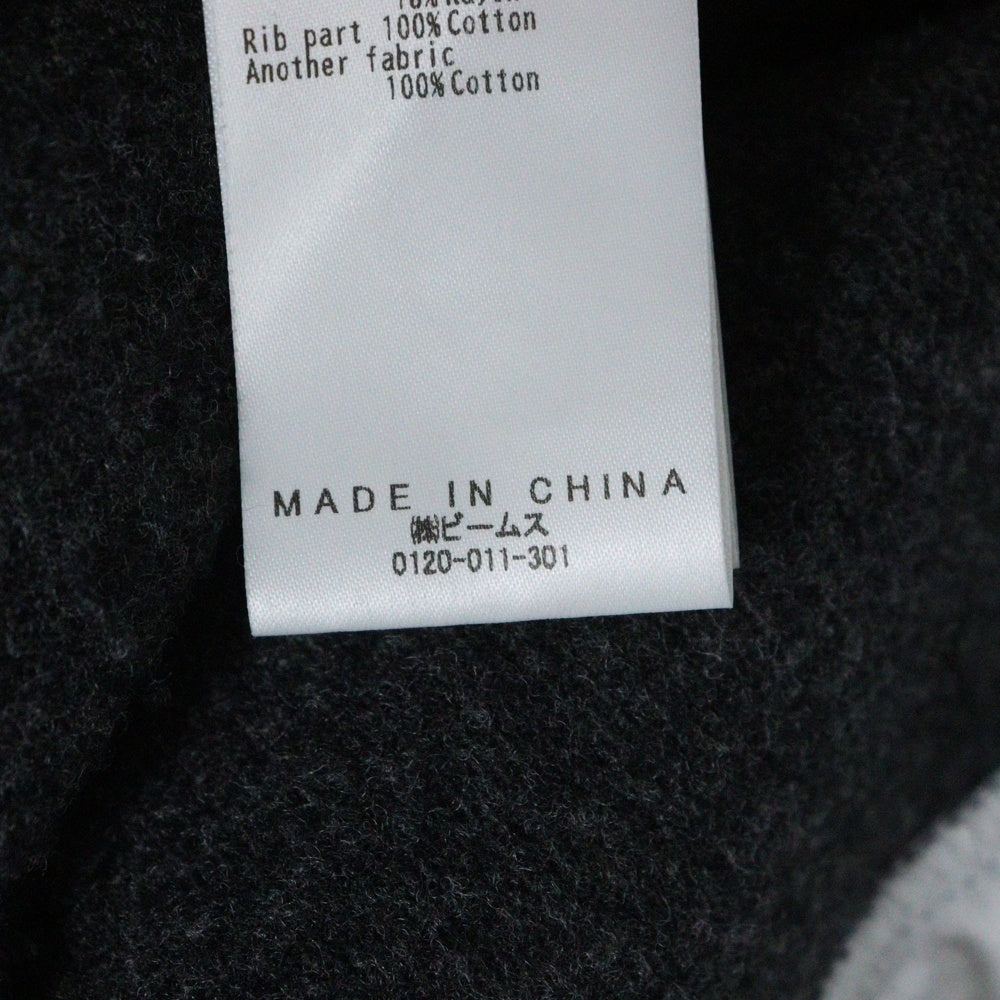 Rib part 100%Cotton
Another fabric
100%Cotton
MADE IN CHINA
㈱ビームス
0120-011-301